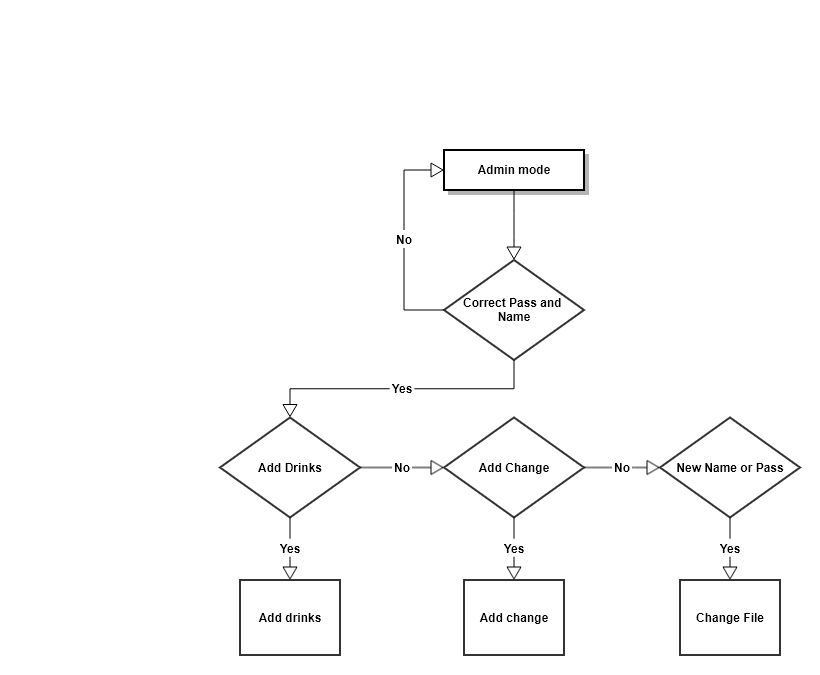 Admin mode
No
Correct Pass and
Name
Yes
Add Drinks
No
Add Change
No
New Name or Pass
Yes
Yes
Yes
Add drinks
Add change
Change File